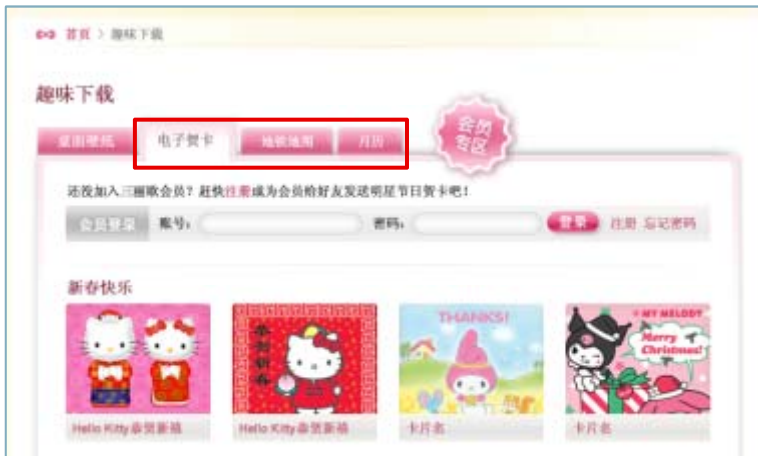 首页 > 趣味下载
趣味下载
桌面壁纸 电子贺卡 地铁地图 月历
会员
专区
还没加入三丽欧会员?赶快注册成为会员给好友发送明星节日贺卡吧!
会员登录 账号: 密码: 登录 注册 忘记密码
新春快乐
恭贺新春
THANKS!
MY MELODY
Merry
Christmas!
Hello Kitty恭贺新禧 Hello Kitty恭贺新禧 卡片名 卡片名